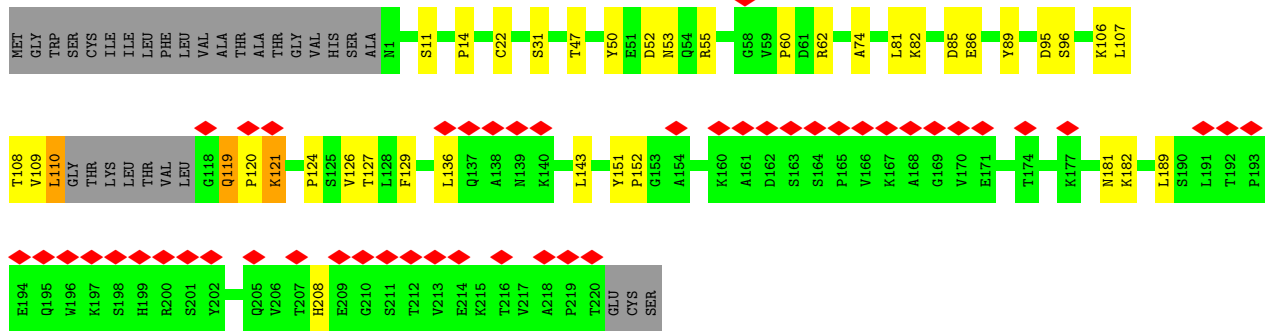 MET GLY TRP SER CYS ILE ILE LEU PHE LEU VAL ALA THR ALA THR GLY VAL HIS SER ALA N1 S11 P14 C22 S31 T47 Y50 E51 D52 N53 Q54 R55 G58 V59 P60 D61 R62 A74 L81 K82 D85 E86 Y89 D95 S96 K106 L107
T108 V109 L110 GLY THR LYS LEU THR VAL LEU G118 Q119 P120 K121 P124 S125 V126 T127 L128 F129 L136 Q137 A138 N139 K140 L143 Y151 P152 G153 A154 K160 A161 D162 S163 S164 P165 V166 K167 A168 G169 V170 E171 T174 K177 N181 K182 L189 S190 L191 T192 P193
E194 Q195 W196 K197 S198 H199 R200 S201 Y202 Q205 V206 T207 H208 E209 G210 S211 T212 V213 E214 K215 T216 V217 A218 P219 T220 GLU CYS SER